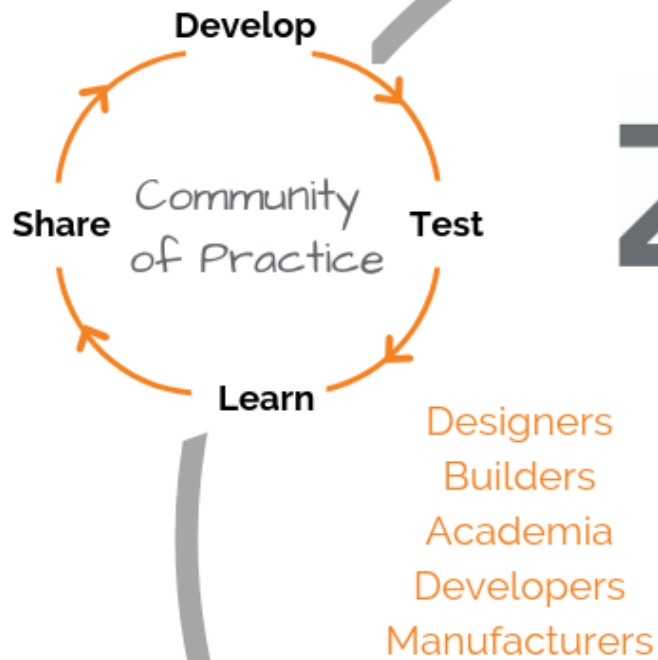 Develop
Share
Community
of Practice
Test
Learn
Designers
Builders
Academia
Developers
Manufacturers